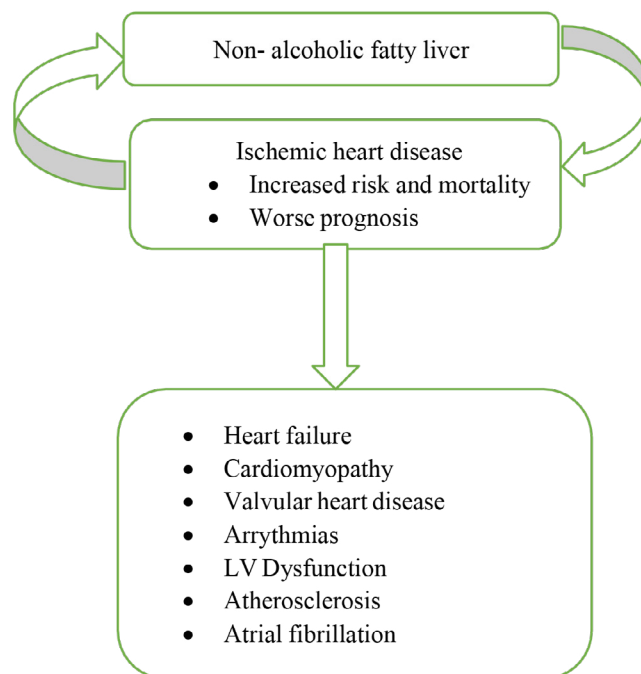 Non- alcoholic fatty liver
Ischemic heart disease
• Increased risk and mortality
• Worse prognosis
• Heart failure
• Cardiomyopathy
• Valvular heart disease
• Arrythmias
• LV Dysfunction
• Atherosclerosis
• Atrial fibrillation